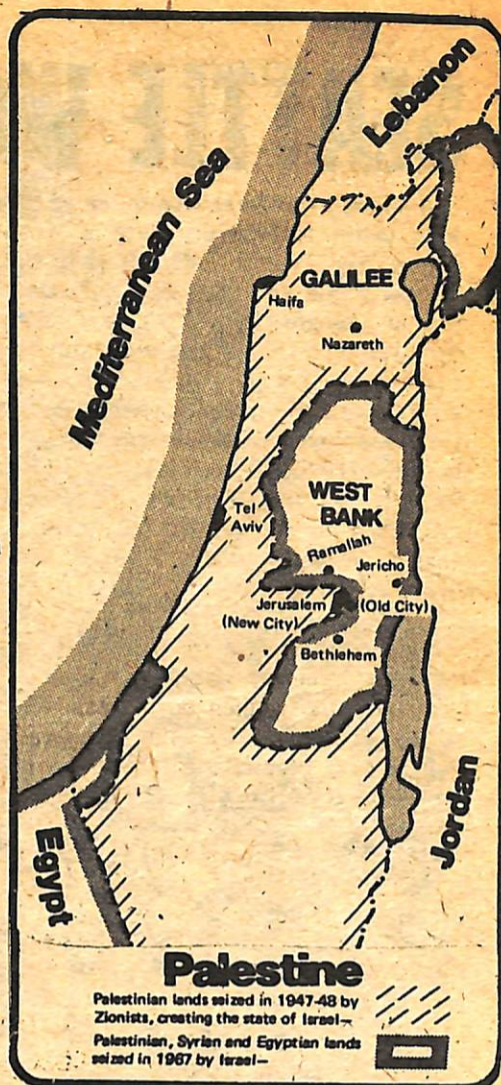 Lebanon
Mediterranean Sea
GALILEE
Haifa
Nazareth
WEST
BANK
Tel
Aviv
Ramallah
Jericho
Jerusalem
(Old City)
(New City)
Bethlehem
Jordan
Egypt
Palestine
Palestinian lands seized in 1947-48 by
Zionists, creating the state of Israel—
Palestinian, Syrian and Egyptian lands
seized in 1967 by Israel—